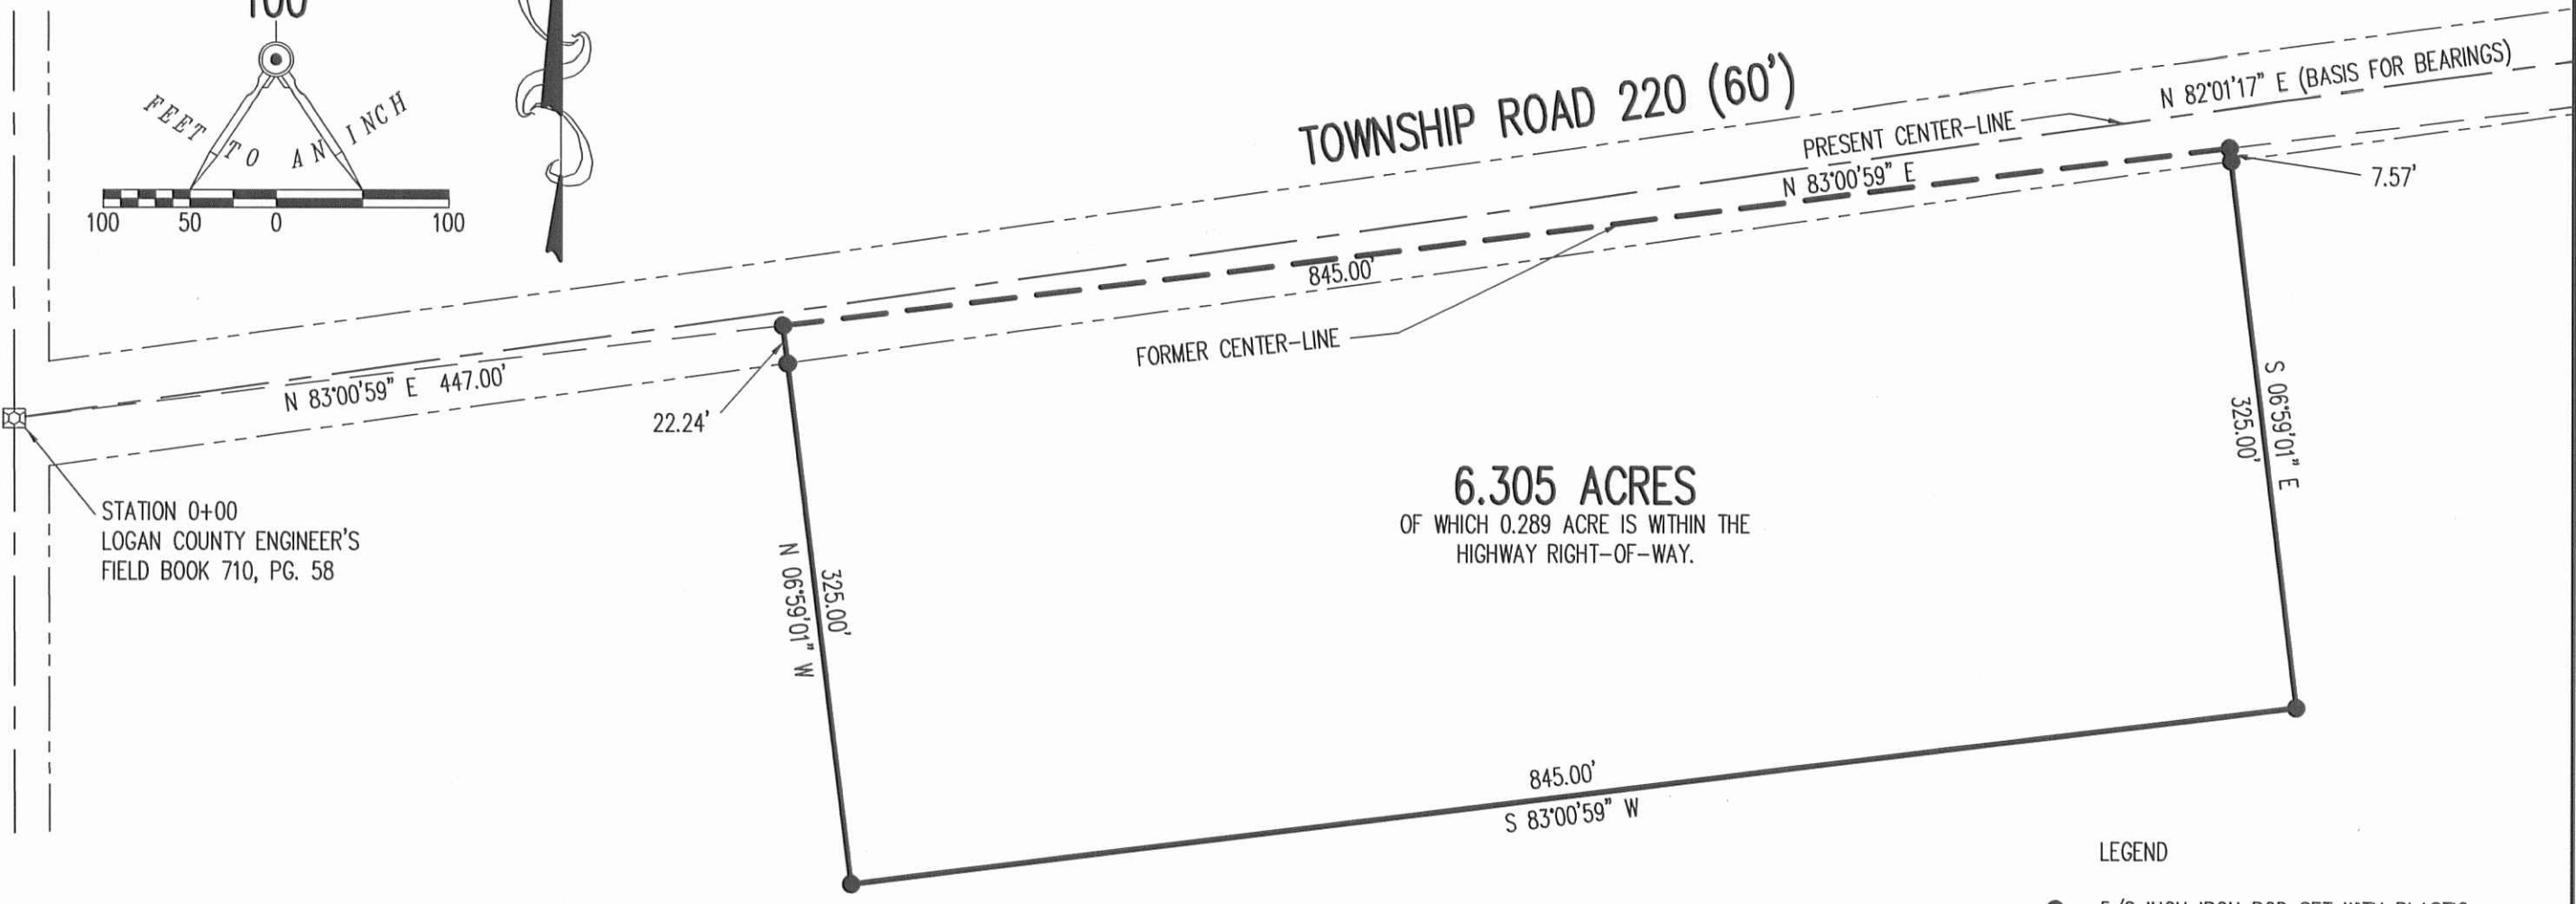 100
FEET TO AN INCH
100 50 0 100
TOWNSHIP ROAD 220 (60')
N 82°01'17" E (BASIS FOR BEARINGS)
PRESENT CENTER-LINE
N 83°00'59" E
7.57'
845.00'
FORMER CENTER-LINE
N 83°00'59" E 447.00'
22.24'
S 06°59'01" E
325.00'
STATION 0+00
LOGAN COUNTY ENGINEER'S
FIELD BOOK 710, PG. 58
6.305 ACRES
OF WHICH 0.289 ACRE IS WITHIN THE
HIGHWAY RIGHT-OF-WAY.
325.00'
N 06°59'01" W
845.00'
S 83°00'59" W
LEGEND